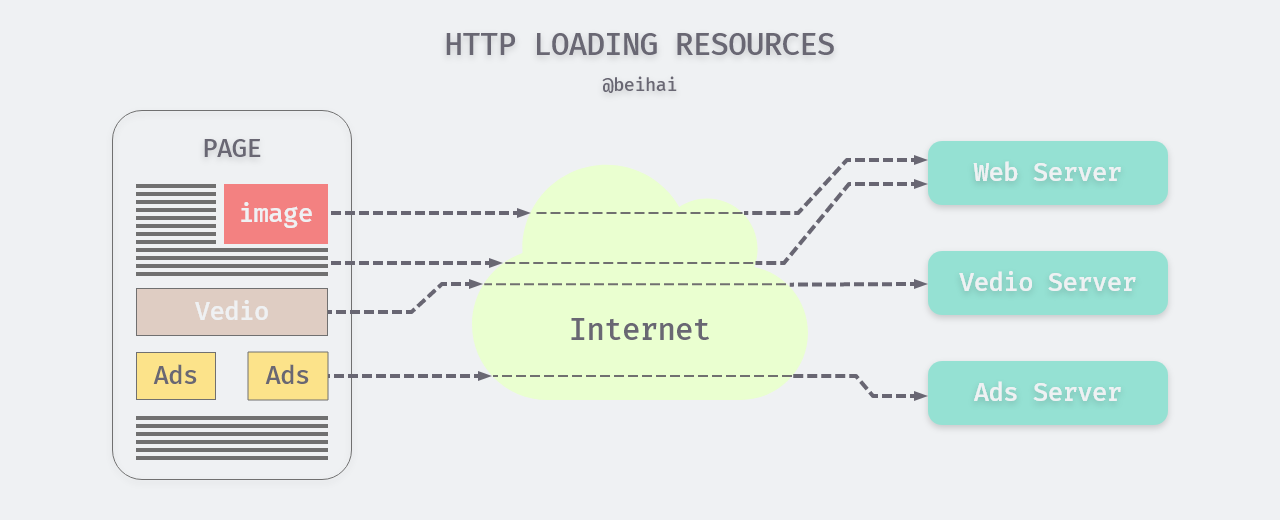 HTTP LOADING RESOURCES
@beihai
PAGE
image
Vedio
Ads
Ads
Internet
Web Server
Vedio Server
Ads Server